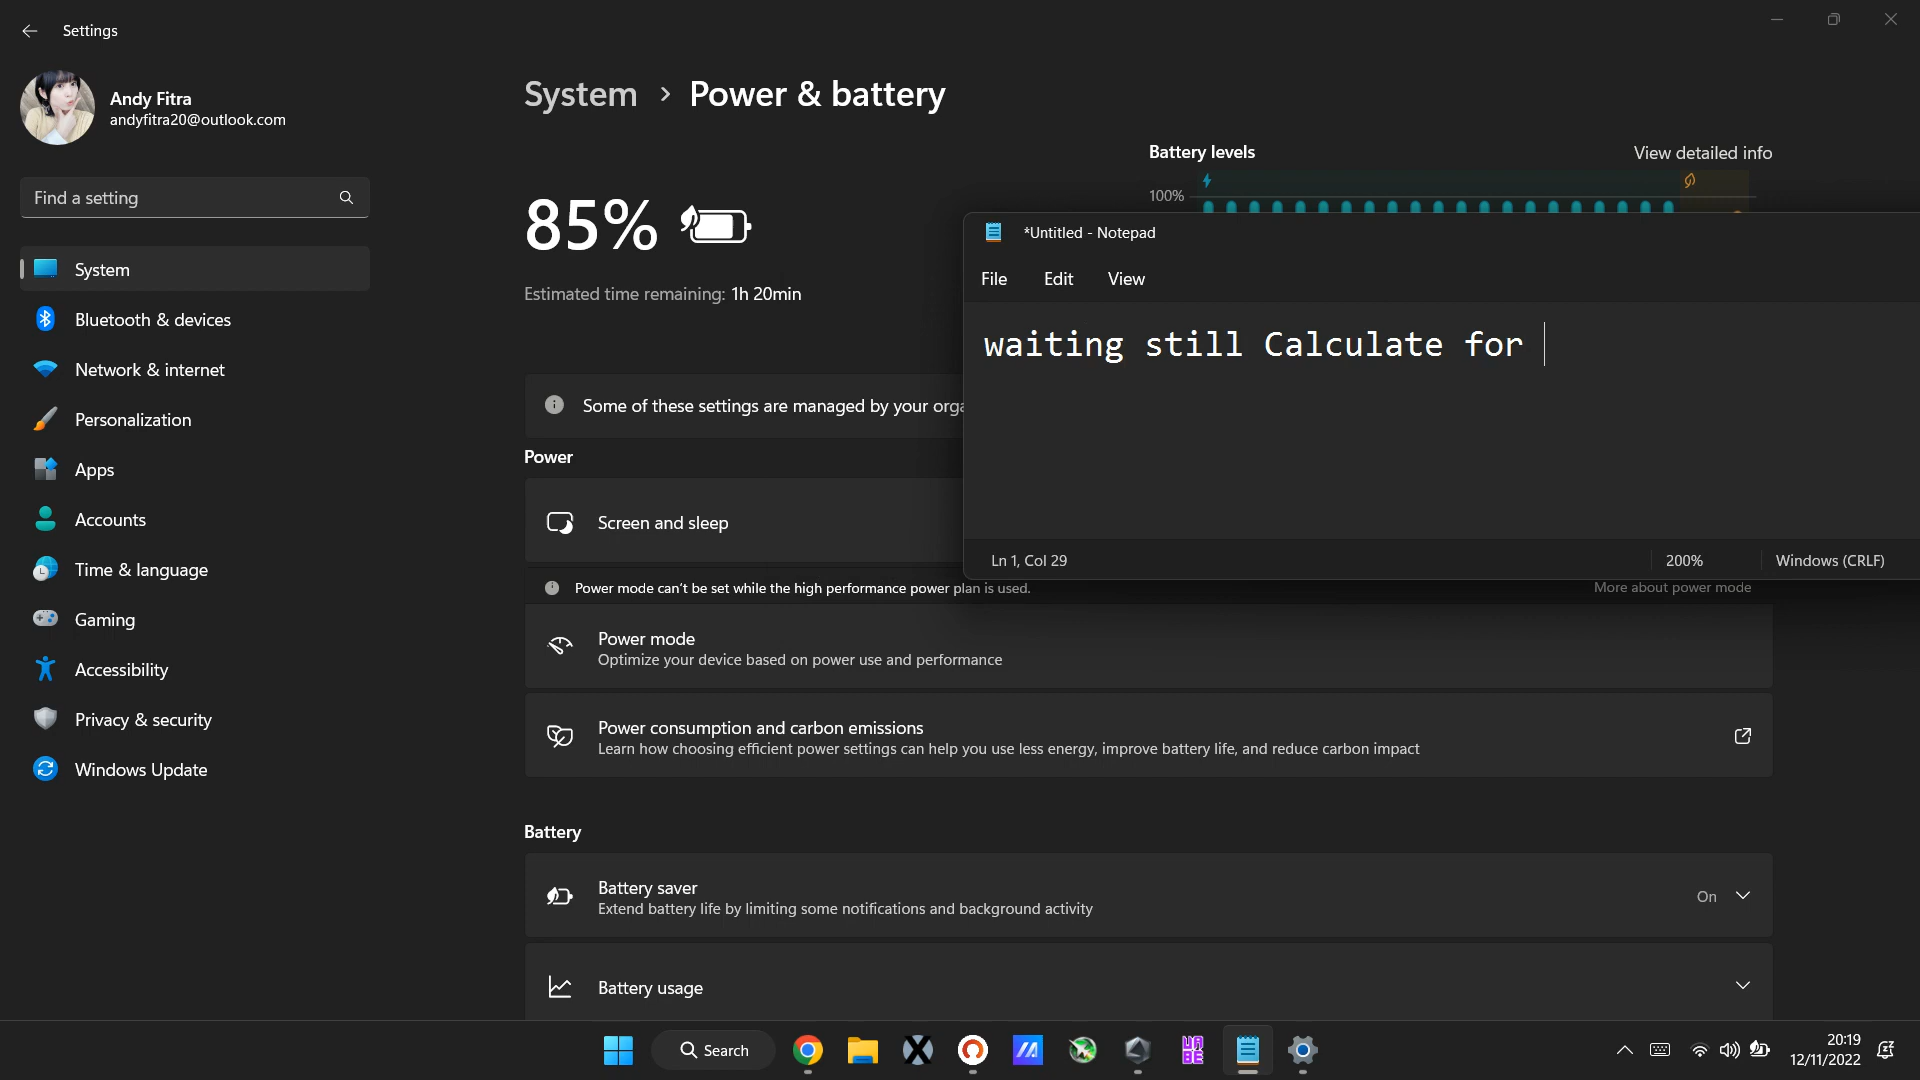 Settings
Andy Fitra
andyfitra20@outlook.com
Find a setting
System
Bluetooth & devices
Network & internet
Personalization
Apps
Accounts
Time & language
Gaming
Accessibility
Privacy & security
Windows Update
System > Power & battery
85%
Estimated time remaining: 1h 20min
Battery levels
View detailed info
100%
Some of these settings are managed by your orga
Power
Screen and sleep
Power mode can't be set while the high performance power plan is used.
More about power mode
Power mode
Optimize your device based on power use and performance
Power consumption and carbon emissions
Learn how choosing efficient power settings can help you use less energy, improve battery life, and reduce carbon impact
Battery
Battery saver
Extend battery life by limiting some notifications and background activity
On
Battery usage
*Untitled - Notepad
File Edit View
waiting still Calculate for
Ln 1, Col 29
200%
Windows (CRLF)
Search
UABE
20:19
12/11/2022